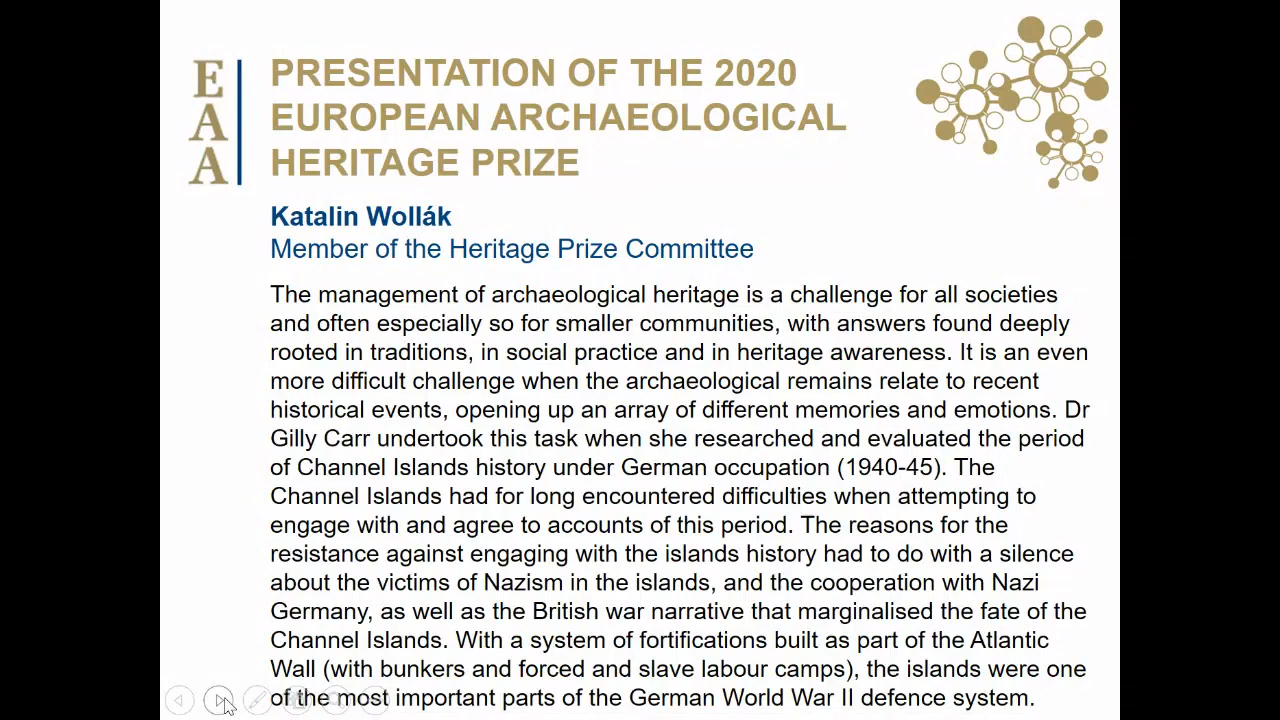 E
A
A
PRESENTATION OF THE 2020
EUROPEAN ARCHAEOLOGICAL
HERITAGE PRIZE
Katalin Wollák
Member of the Heritage Prize Committee
The management of archaeological heritage is a challenge for all societies
and often especially so for smaller communities, with answers found deeply
rooted in traditions, in social practice and in heritage awareness. It is an even
more difficult challenge when the archaeological remains relate to recent
historical events, opening up an array of different memories and emotions. Dr
Gilly Carr undertook this task when she researched and evaluated the period
of Channel Islands history under German occupation (1940-45). The
Channel Islands had for long encountered difficulties when attempting to
engage with and agree to accounts of this period. The reasons for the
resistance against engaging with the islands history had to do with a silence
about the victims of Nazism in the islands, and the cooperation with Nazi
Germany, as well as the British war narrative that marginalised the fate of the
Channel Islands. With a system of fortifications built as part of the Atlantic
Wall (with bunkers and forced and slave labour camps), the islands were one
of the most important parts of the German World War II defence system.